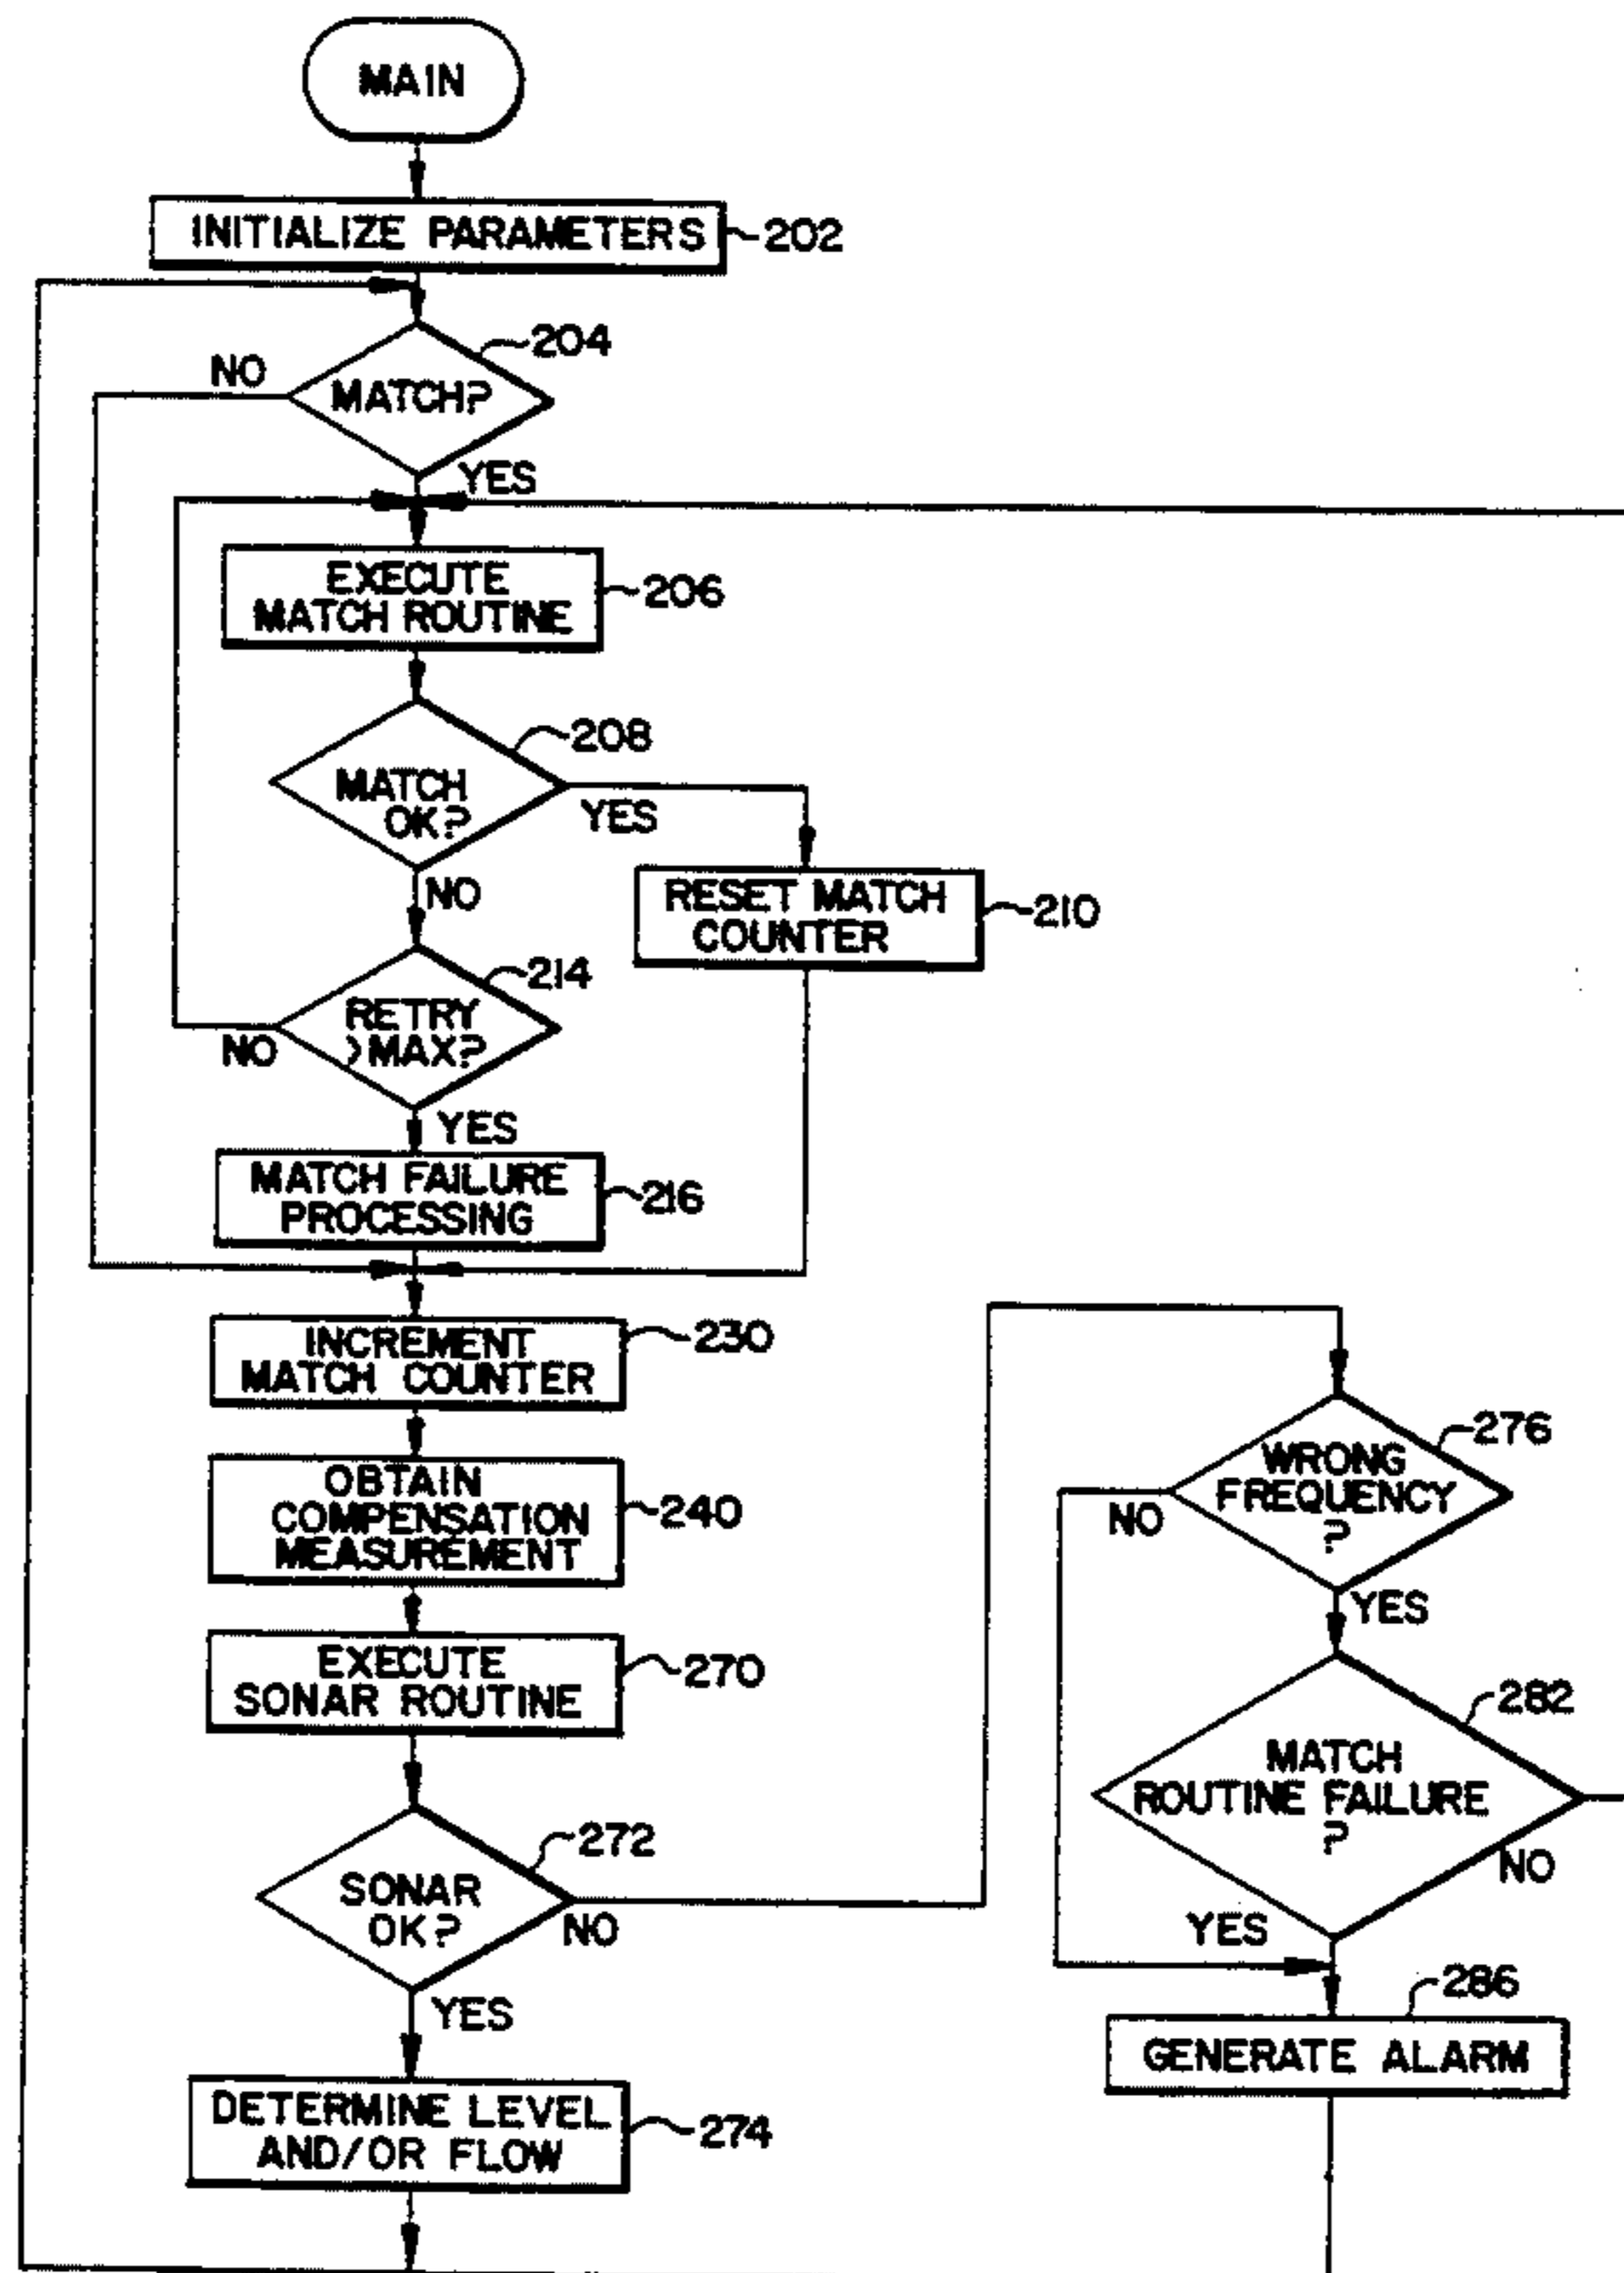 MAIN
INITIALIZE PARAMETERS
202
204
NO
MATCH?
YES
EXECUTE
MATCH ROUTINE
206
208
MATCH
OK?
YES
NO
RESET MATCH
COUNTER
210
214
RETRY
>MAX?
NO
YES
MATCH FAILURE
PROCESSING
216
INCREMENT
MATCH COUNTER
230
OBTAIN
COMPENSATION
MEASUREMENT
240
EXECUTE
SONAR ROUTINE
270
272
SONAR
OK?
NO
YES
DETERMINE LEVEL
AND/OR FLOW
274
276
WRONG
FREQUENCY
?
NO
YES
282
MATCH
ROUTINE FAILURE
?
NO
YES
286
GENERATE ALARM